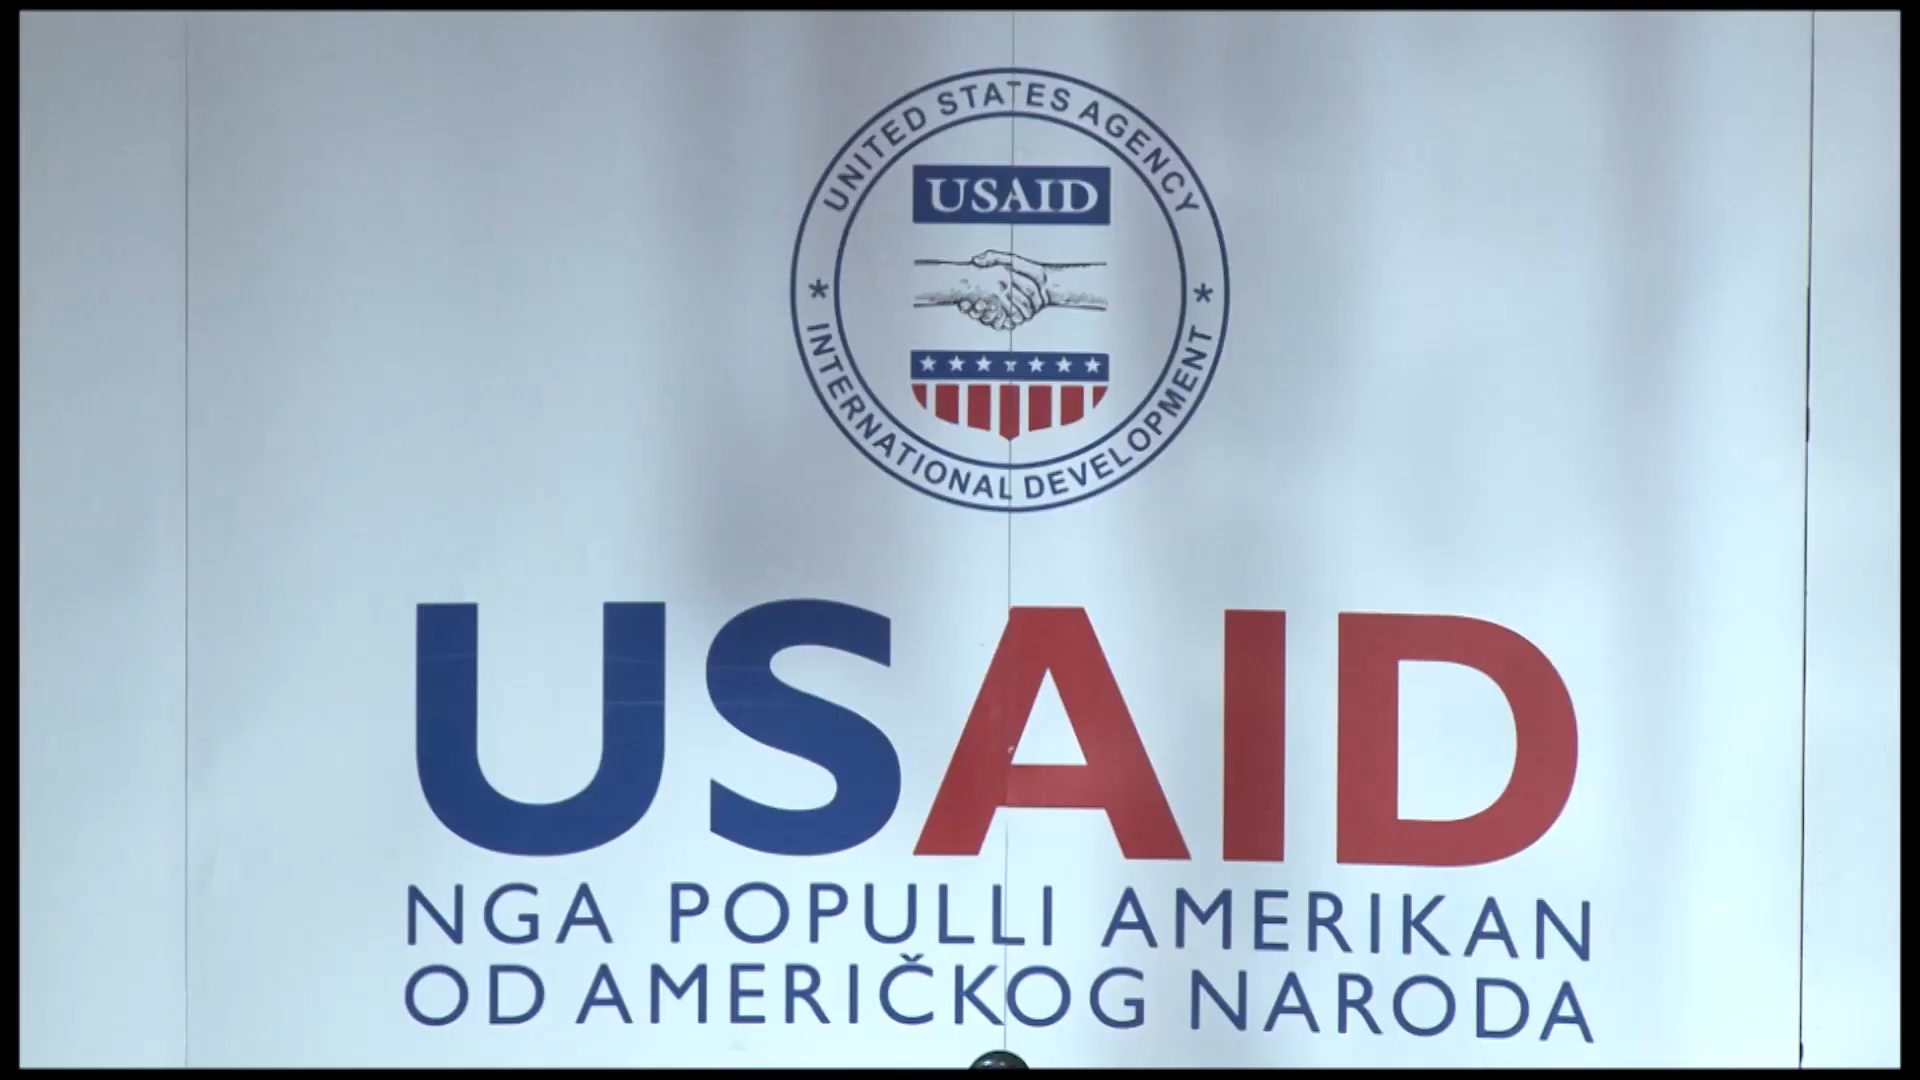 UNITED STATES AGENCY
USAID
* INTERNATIONAL DEVELOPMENT *
USAID
NGA POPULLI AMERIKAN
OD AMERIČKOG NARODA